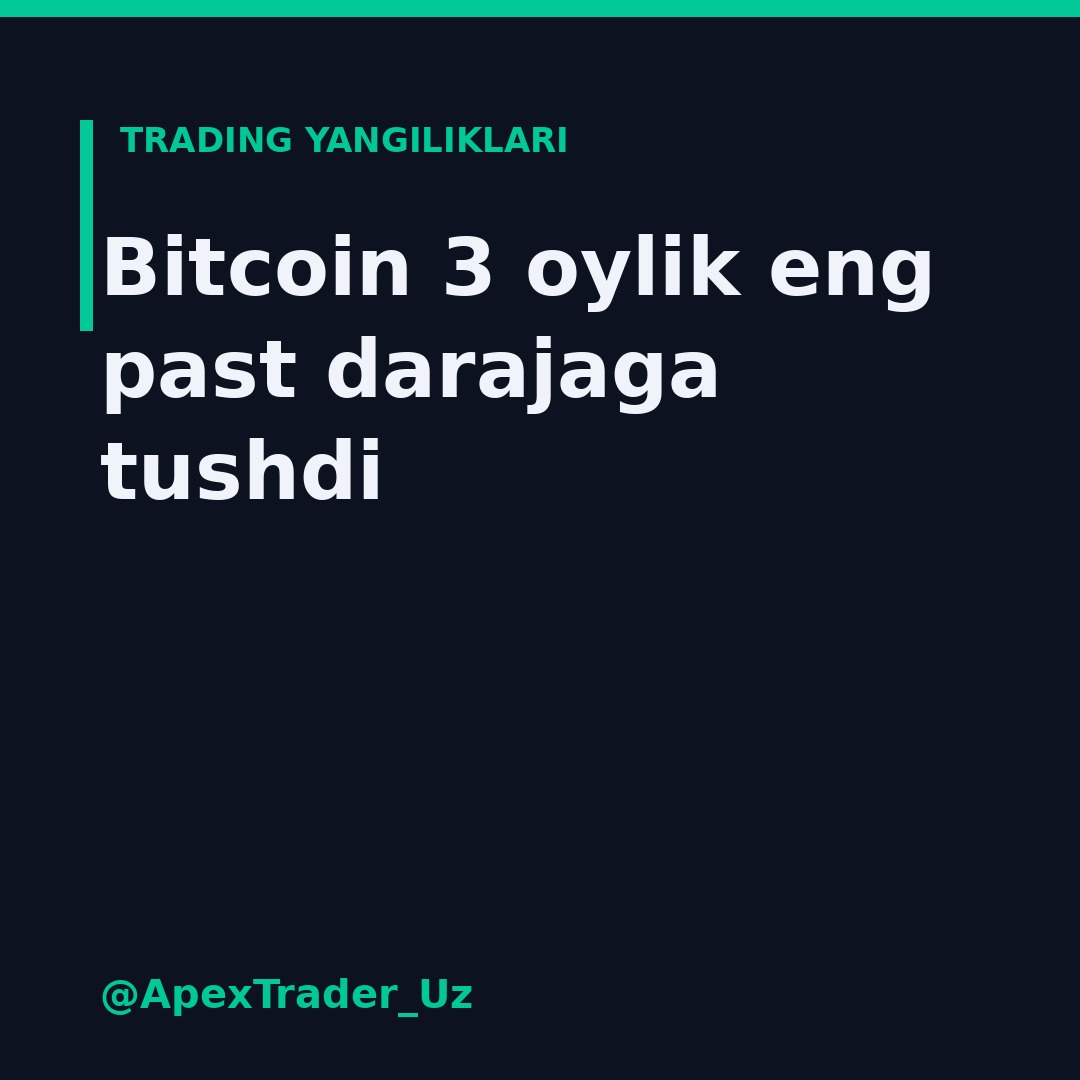 TRADING YANGILIKLARI
Bitcoin 3 oylik eng
past darajaga
tushdi
@ApexTrader_Uz